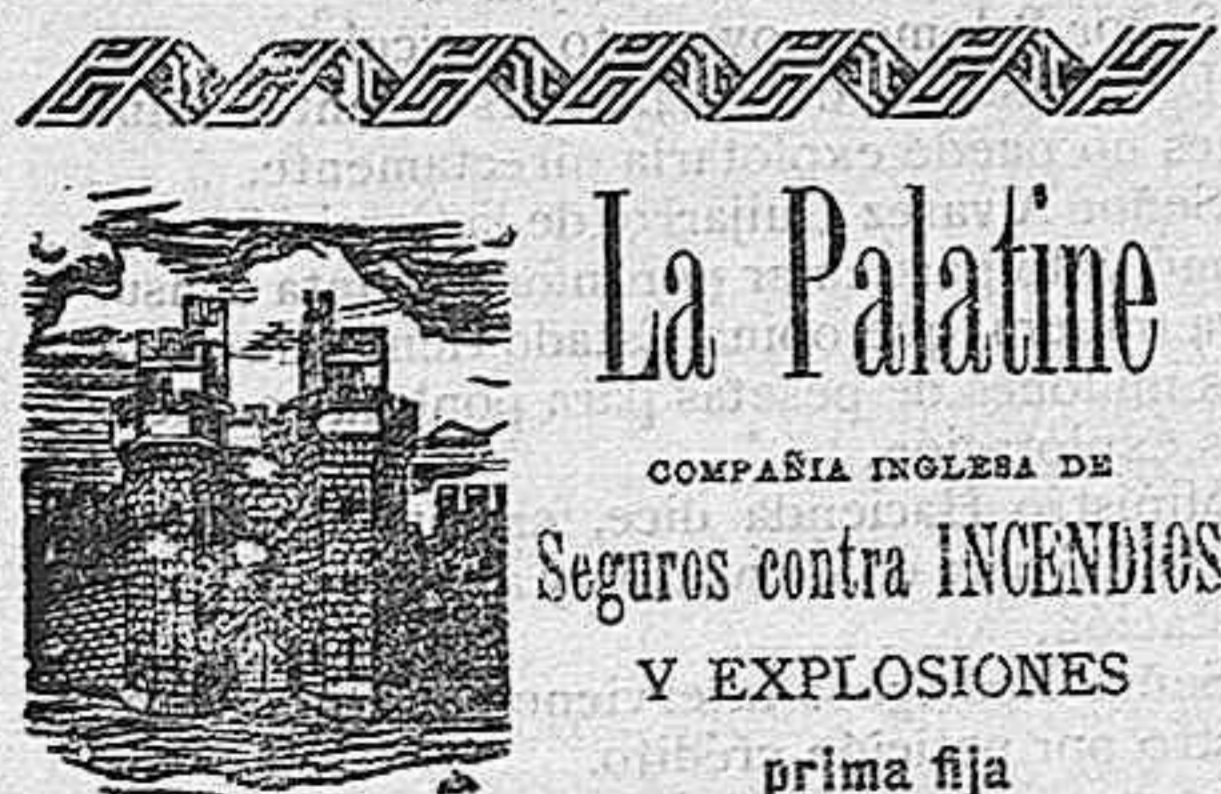 La Palatine
COMPAÑIA INGLESA DE
Seguros contra INCENDIOS
Y EXPLOSIONES
prima fija